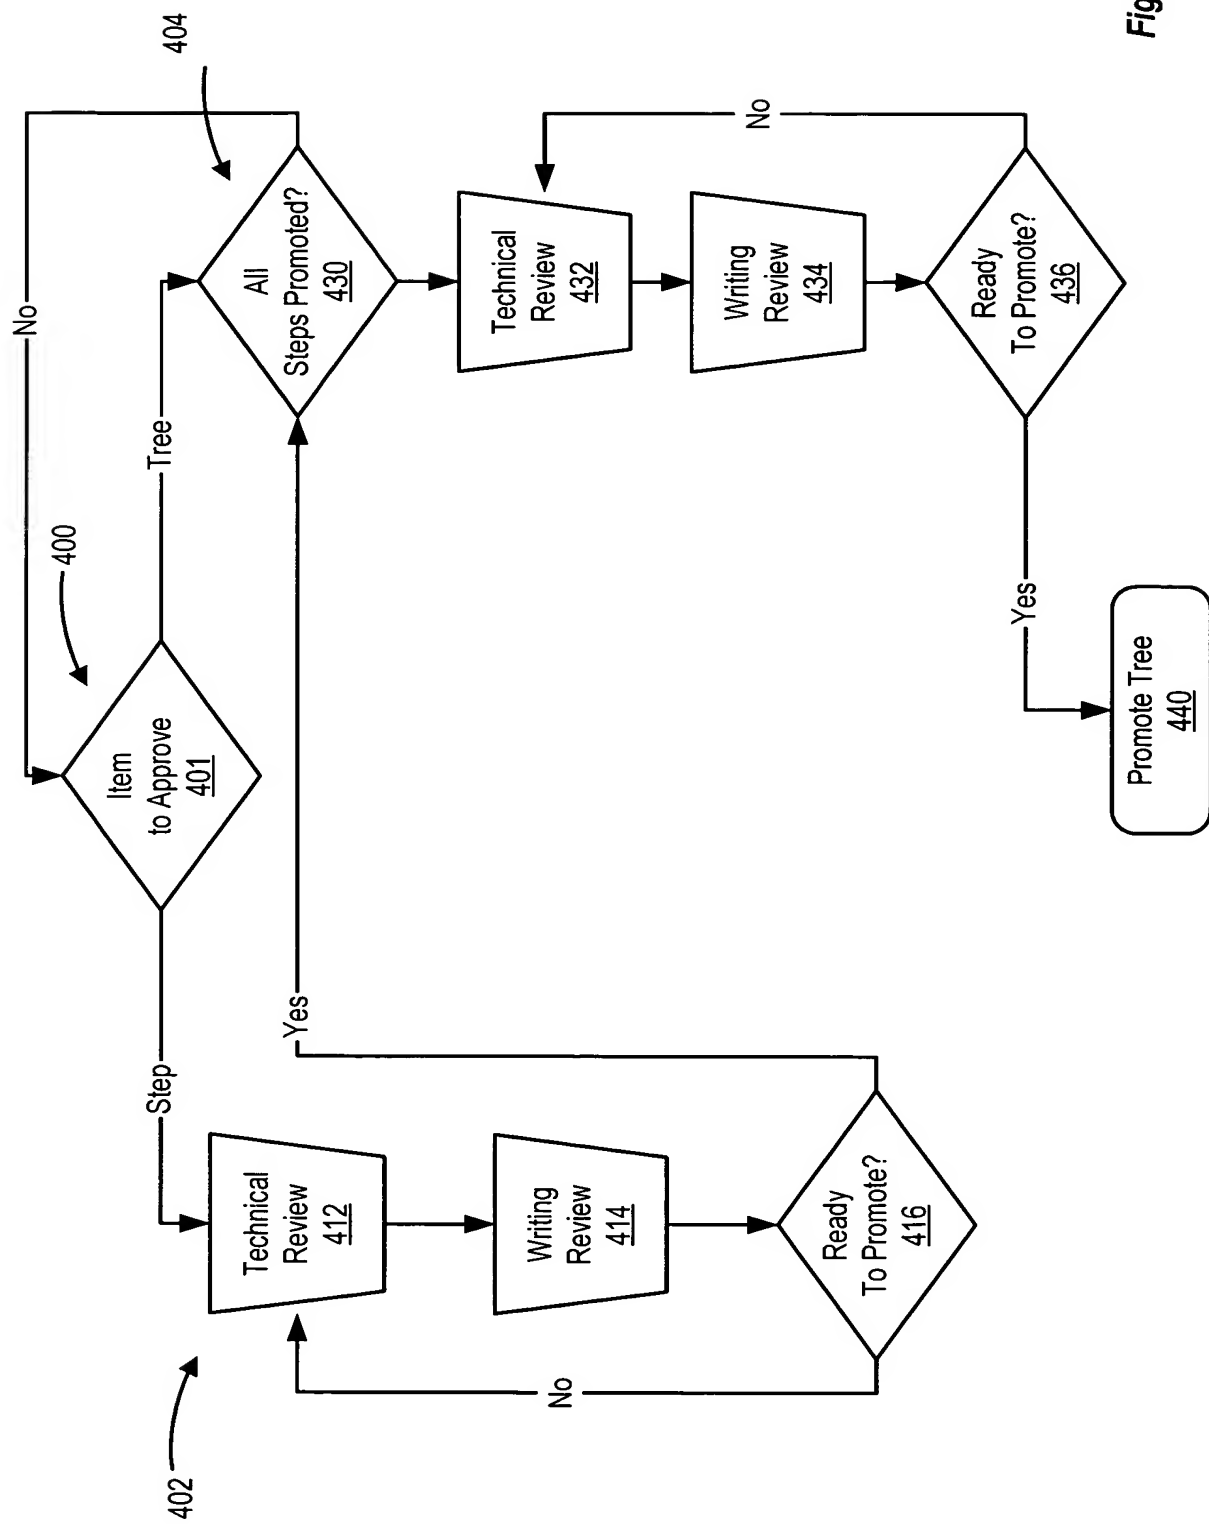 No
404
400
Tree
Item
to Approve
401
Step
All
Steps Promoted?
430
402
Technical
Review
412
Yes
Technical
Review
432
Writing
Review
414
Writing
Review
434
No
No
Ready
To Promote?
416
Ready
To Promote?
436
Yes
Promote Tree
440
Fig